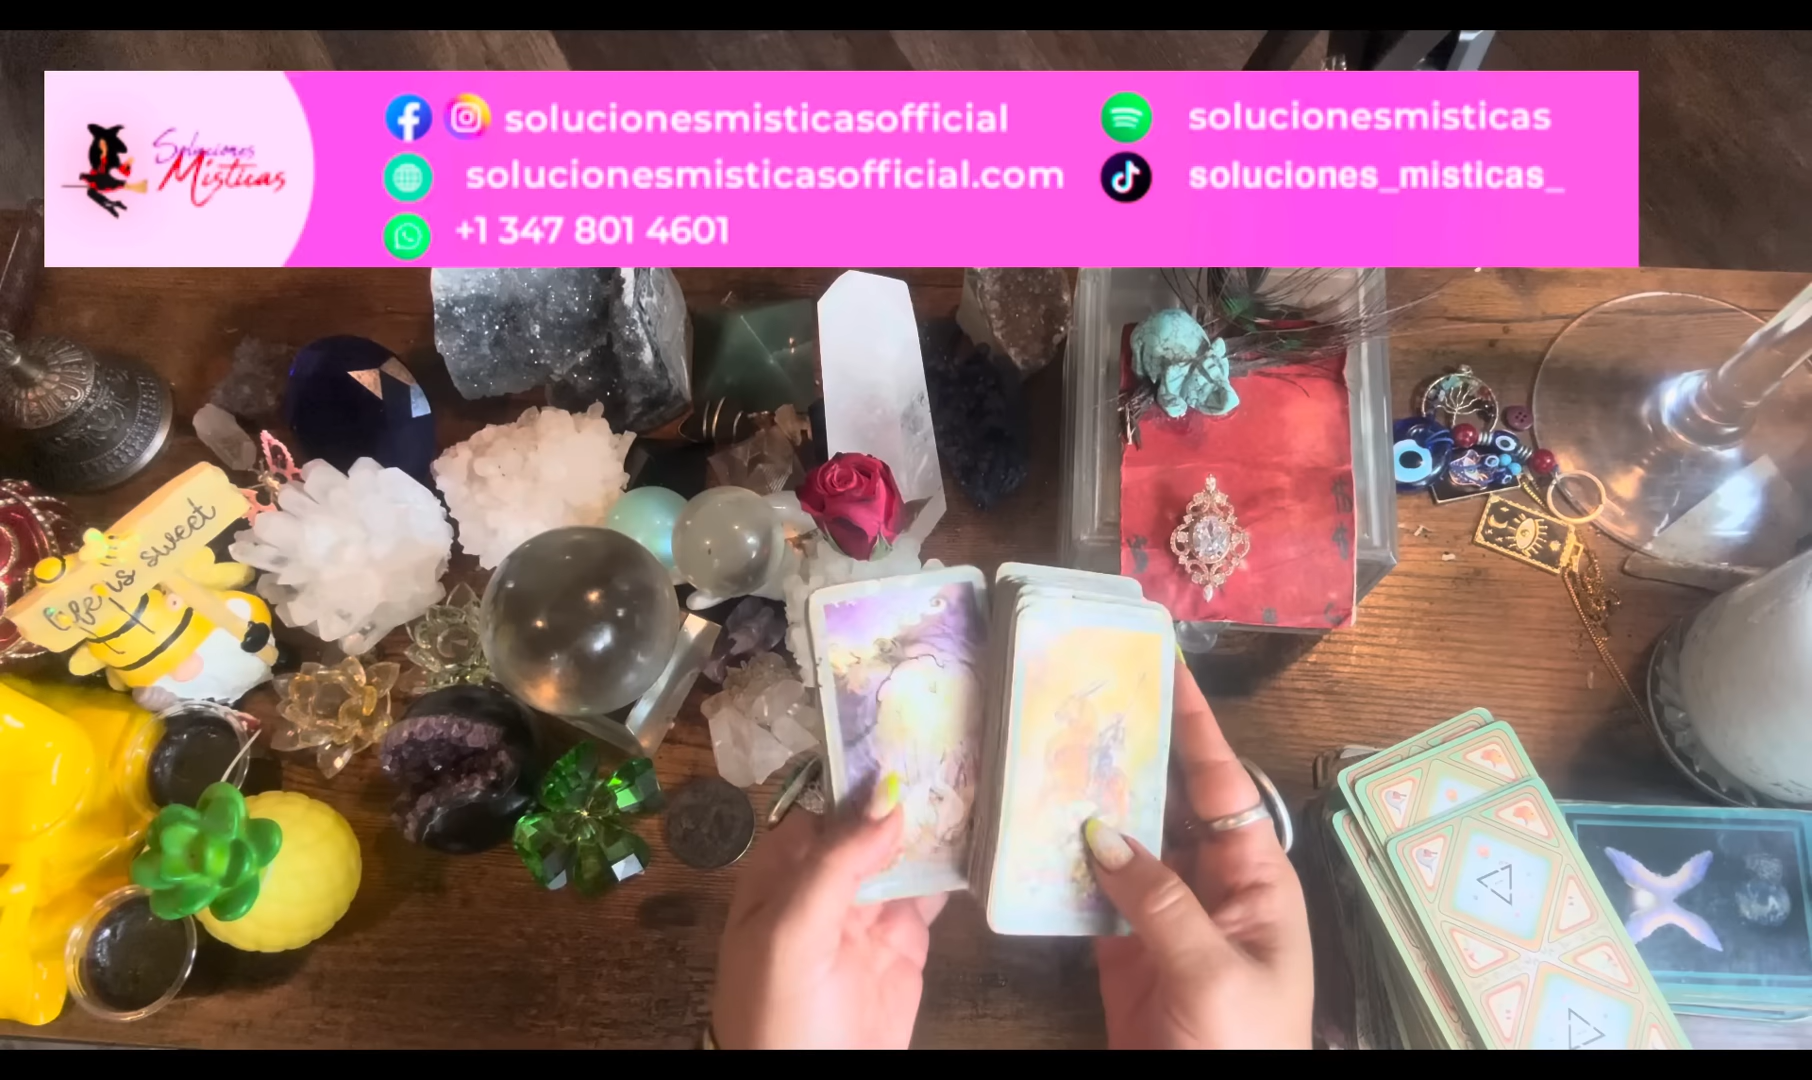 Soluciones
Misticas
solucionesmisticasofficial
solucionesmisticasofficial.com
+1 347 801 4601
solucionesmisticas
soluciones_misticas_
life is sweet